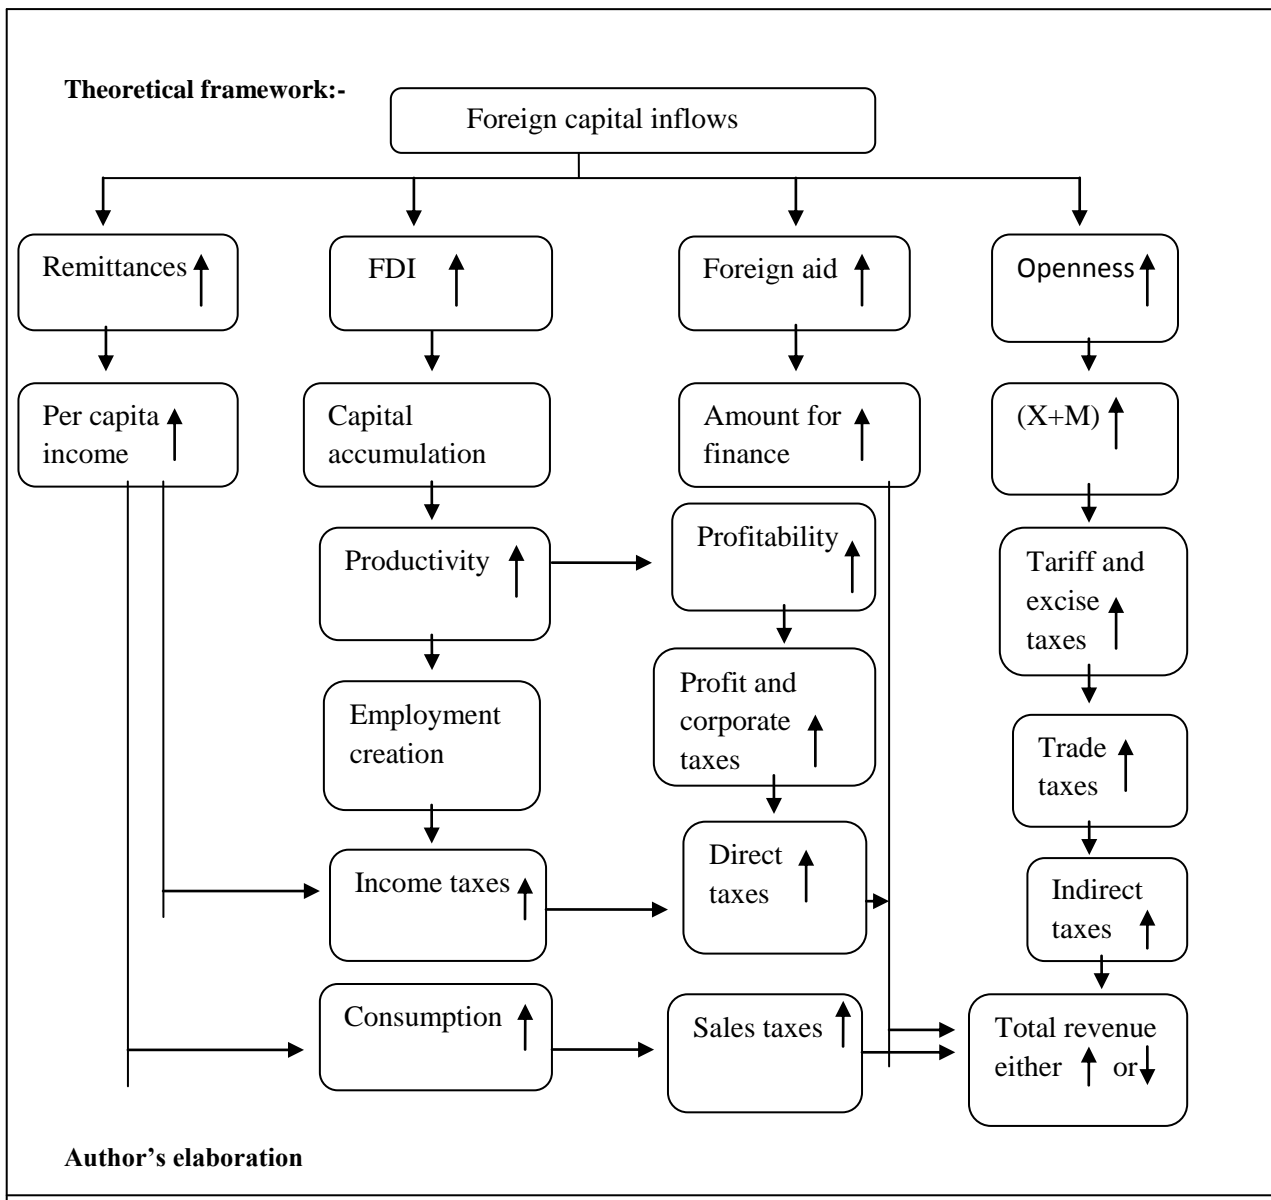 Theoretical framework:-
Foreign capital inflows
Remittances
FDI
Foreign aid
Openness
Per capita
income
Capital
accumulation
Amount for
finance
(X+M)
Productivity
Profitability
Tariff and
excise
taxes
Employment
creation
Profit and
corporate
taxes
Trade
taxes
Income taxes
Direct
taxes
Indirect
taxes
Consumption
Sales taxes
Total revenue
either or
Author’s elaboration